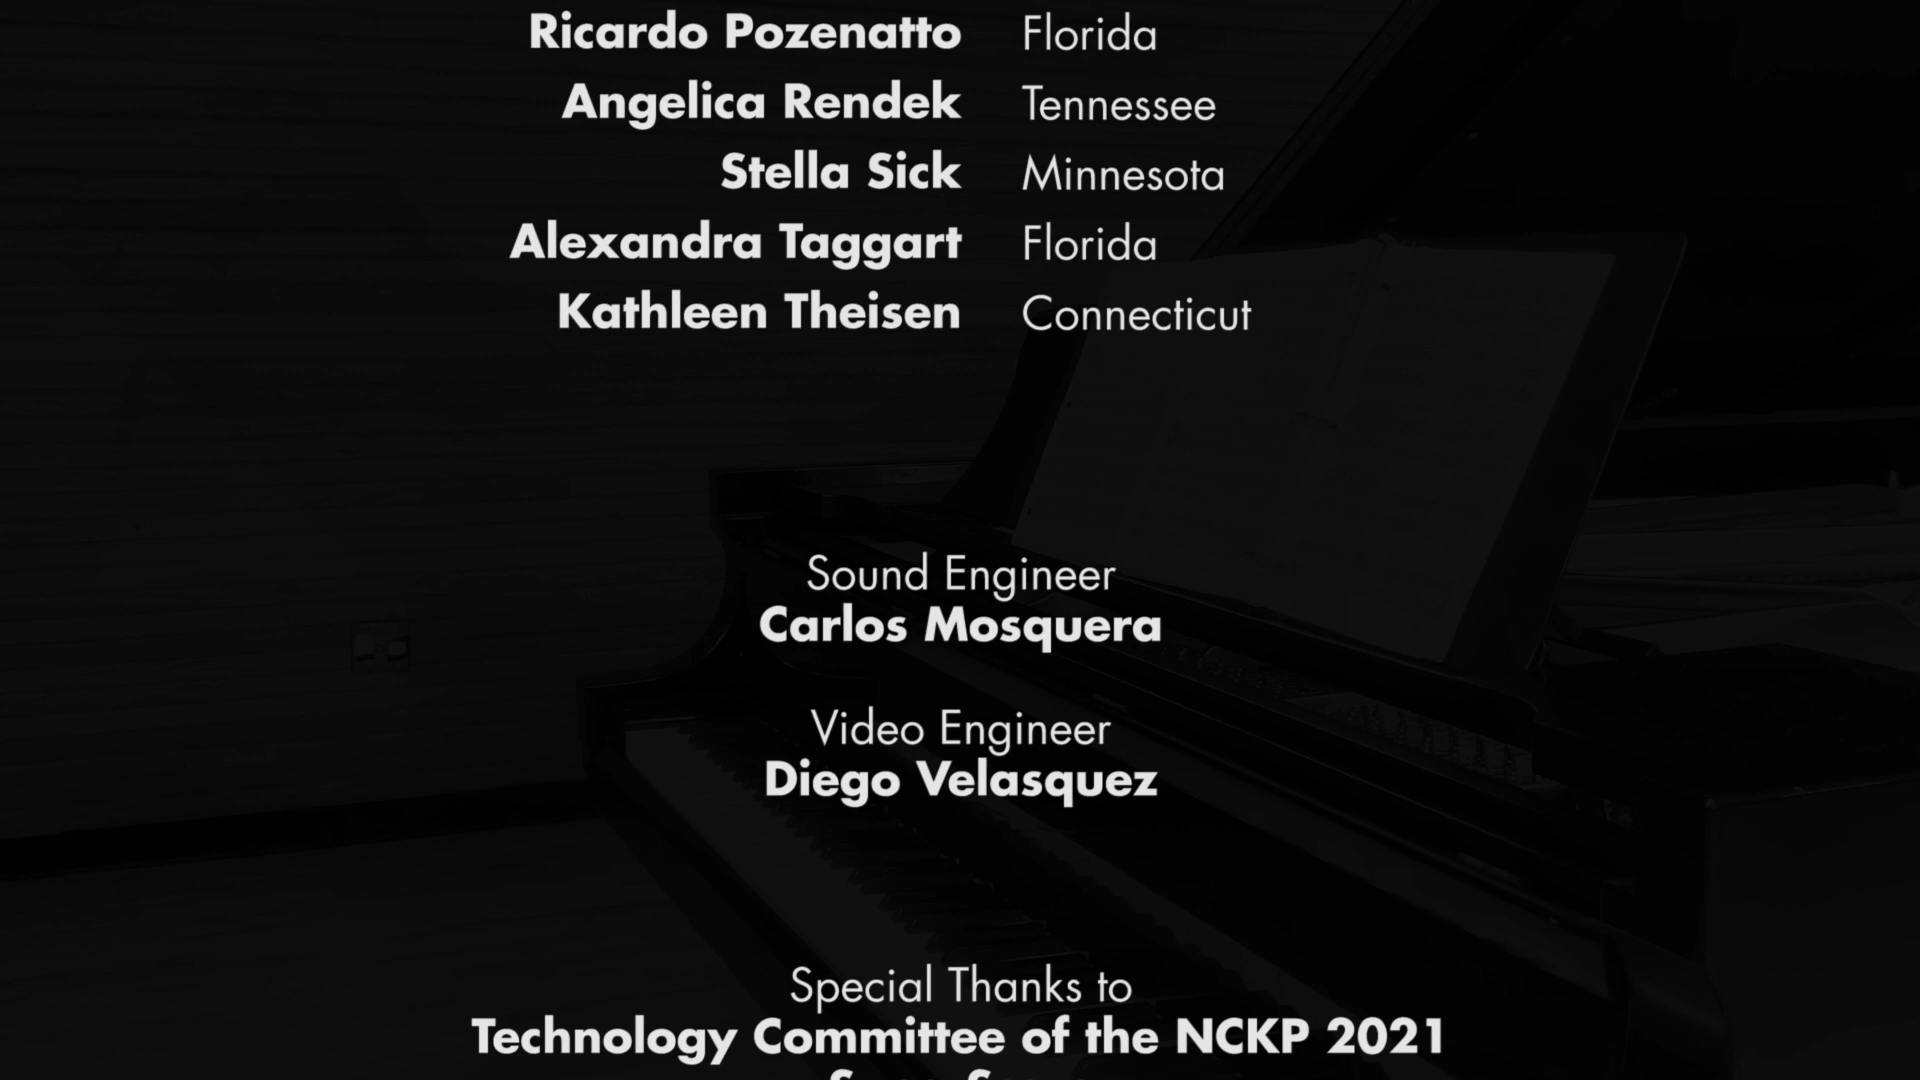 Ricardo Pozenatto Florida
Angelica Rendek Tennessee
Stella Sick Minnesota
Alexandra Taggart Florida
Kathleen Theisen Connecticut
Sound Engineer
Carlos Mosquera
Video Engineer
Diego Velasquez
Special Thanks to
Technology Committee of the NCKP 2021